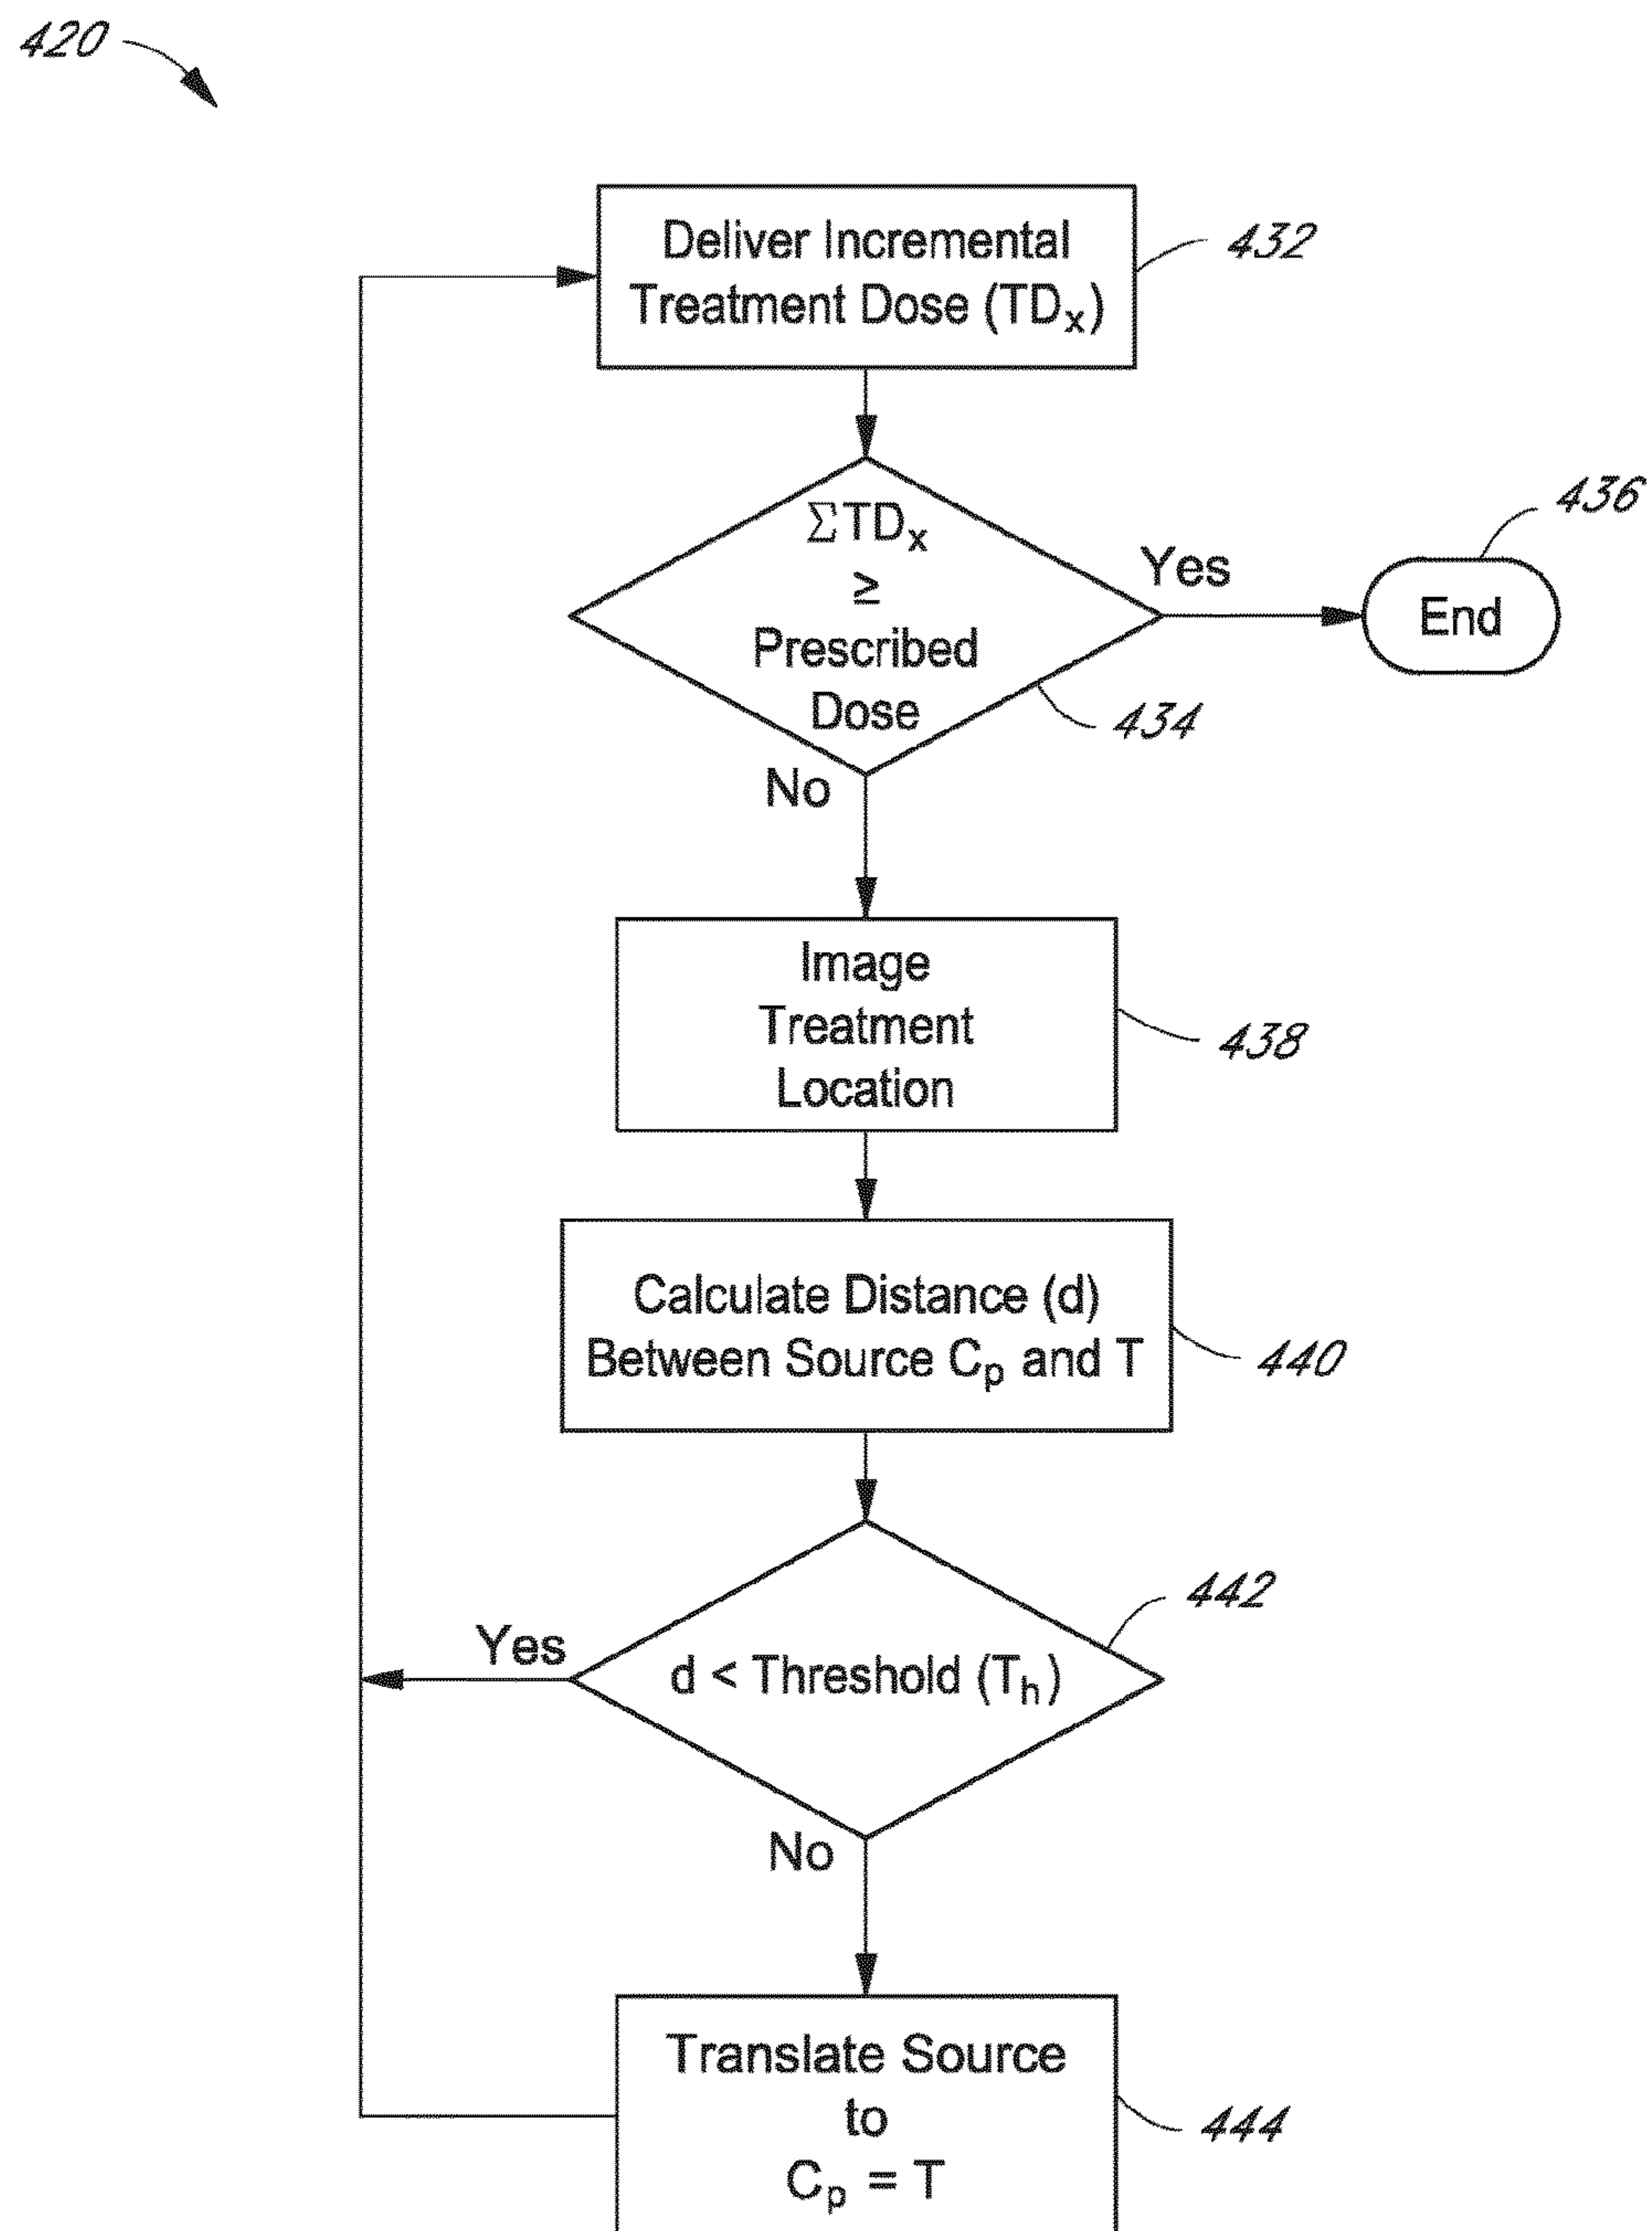 420
Deliver Incremental
Treatment Dose (TDx)
432
ΣTDx
≥
Prescribed
Dose
434
Yes
436
End
No
Image
Treatment
Location
438
Calculate Distance (d)
Between Source Cp and T
440
442
Yes
d < Threshold (Th)
No
Translate Source
to
Cp = T
444